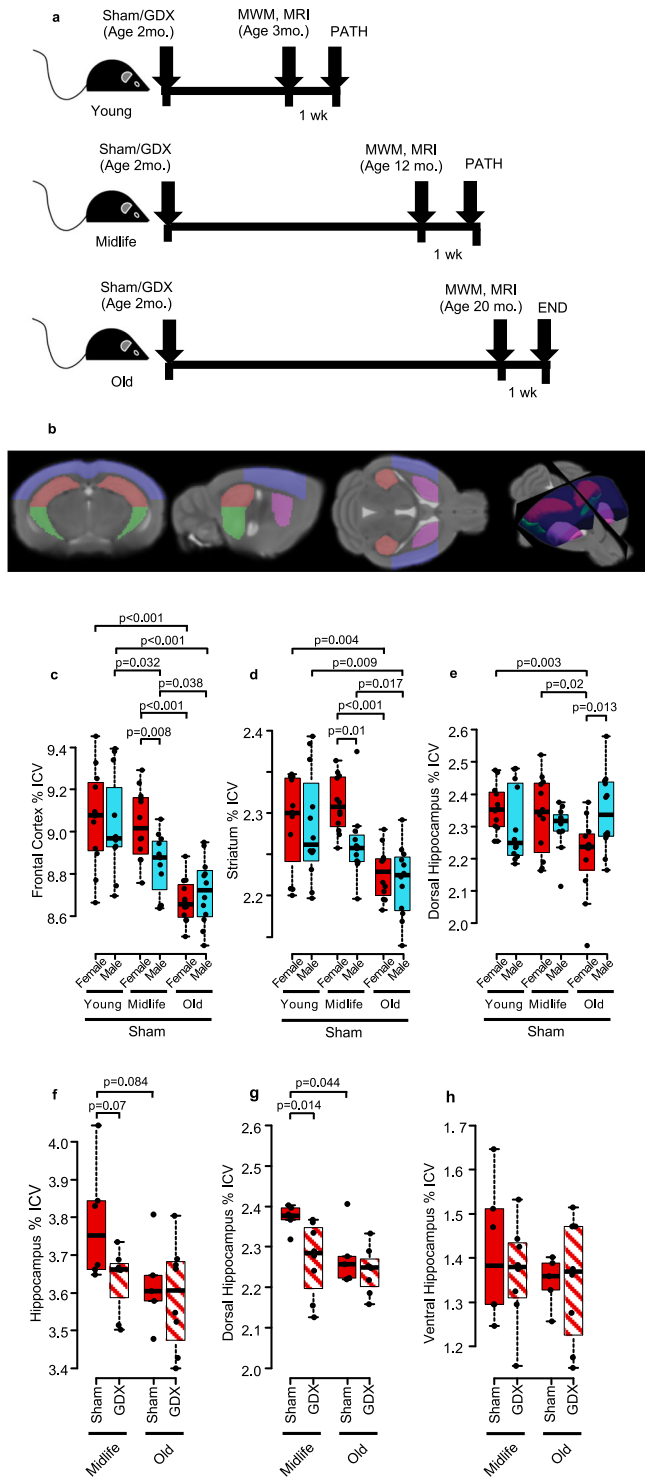 a
Sham/GDX
(Age 2mo.)
MWM, MRI
(Age 3mo.)
PATH
Young
1 wk
Sham/GDX
(Age 2mo.)
MWM, MRI
(Age 12 mo.)
PATH
Midlife
1 wk
Sham/GDX
(Age 2mo.)
MWM, MRI
(Age 20 mo.)
END
Old
1 wk
b
c
p<0.001
p<0.001
p=0.032
p=0.038
p<0.001
p=0.008
Frontal Cortex % ICV
9.4
9.2
9.0
8.8
8.6
Female
Male
Female
Male
Female
Male
Young
Midlife
Old
Sham
d
p=0.004
p=0.009
p=0.017
p<0.001
p=0.01
Striatum % ICV
2.4
2.3
2.2
Female
Male
Female
Male
Female
Male
Young
Midlife
Old
Sham
e
p=0.003
p=0.02
p=0.013
Dorsal Hippocampus % ICV
2.6
2.5
2.4
2.3
2.2
2.1
2.0
Female
Male
Female
Male
Female
Male
Young
Midlife
Old
Sham
f
p=0.084
p=0.07
Hippocampus % ICV
4.0
3.9
3.8
3.7
3.6
3.5
3.4
Sham
GDX
Sham
GDX
Midlife
Old
g
p=0.044
p=0.014
Dorsal Hippocampus % ICV
2.6
2.5
2.4
2.3
2.2
2.1
2.0
Sham
GDX
Sham
GDX
Midlife
Old
h
Ventral Hippocampus % ICV
1.7
1.6
1.5
1.4
1.3
1.2
Sham
GDX
Sham
GDX
Midlife
Old